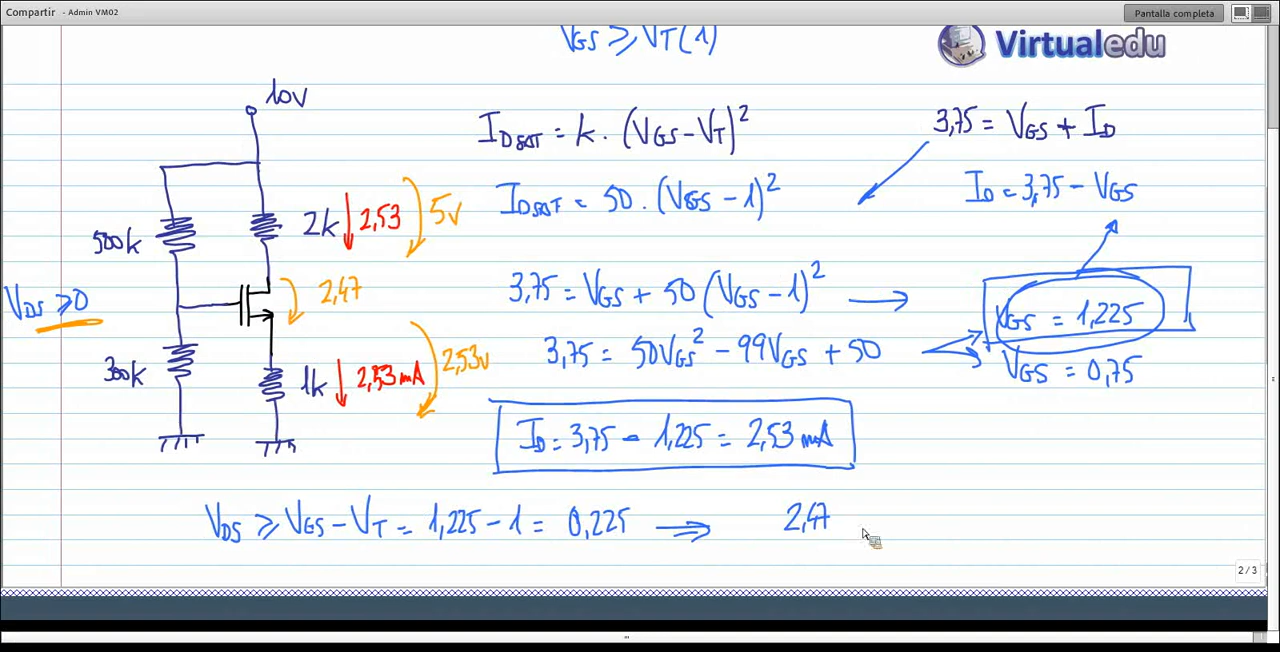 Compartir - Admin VM02
Pantalla completa
VGS ≥ VT (1)
Virtualedu
10V
500k
2k
2,53
5V
2,47
VDS ≥ 0
300k
1k
2,53 mA
2,53V
ID SAT = k · (VGS - VT)²
ID SAT = 50 · (VGS - 1)²
3,75 = VGS + ID
ID = 3,75 - VGS
3,75 = VGS + 50 (VGS - 1)² →
3,75 = 50VGS² - 99VGS + 50
VGS = 1,225
VGS = 0,75
ID = 3,75 - 1,225 = 2,53 mA
VDS ≥ VGS - VT = 1,225 - 1 = 0,225 ⇒ 2,47
2/3